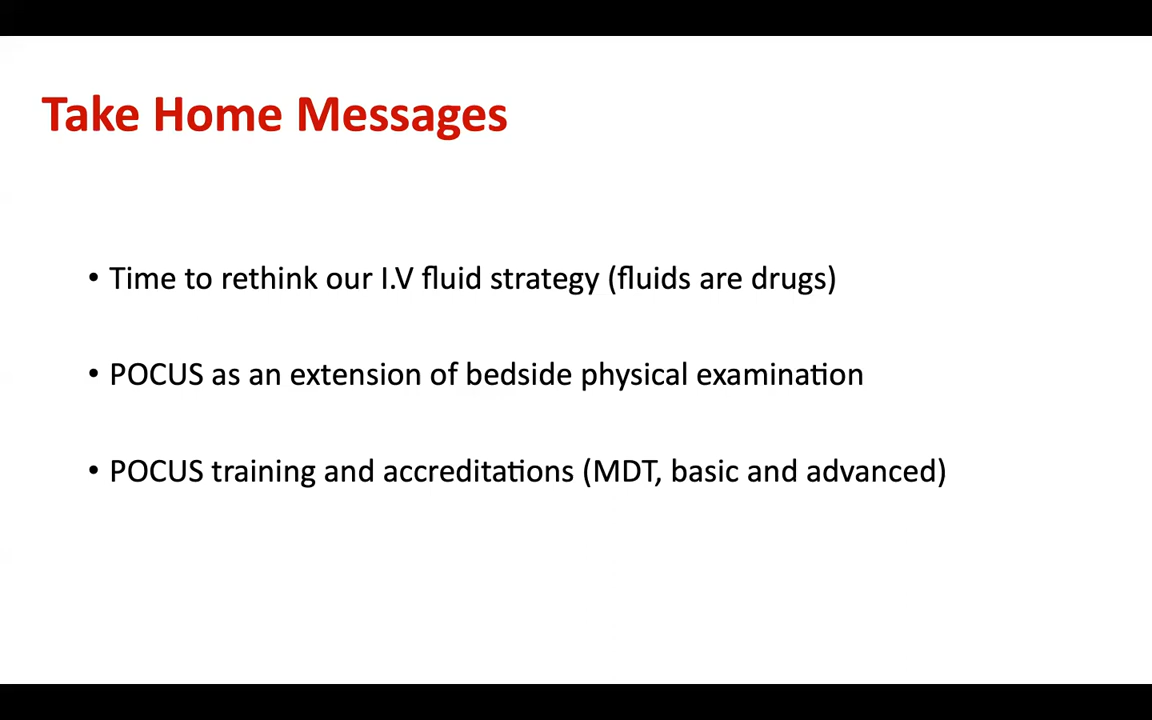 Take Home Messages
• Time to rethink our I.V fluid strategy (fluids are drugs)
• POCUS as an extension of bedside physical examination
• POCUS training and accreditations (MDT, basic and advanced)